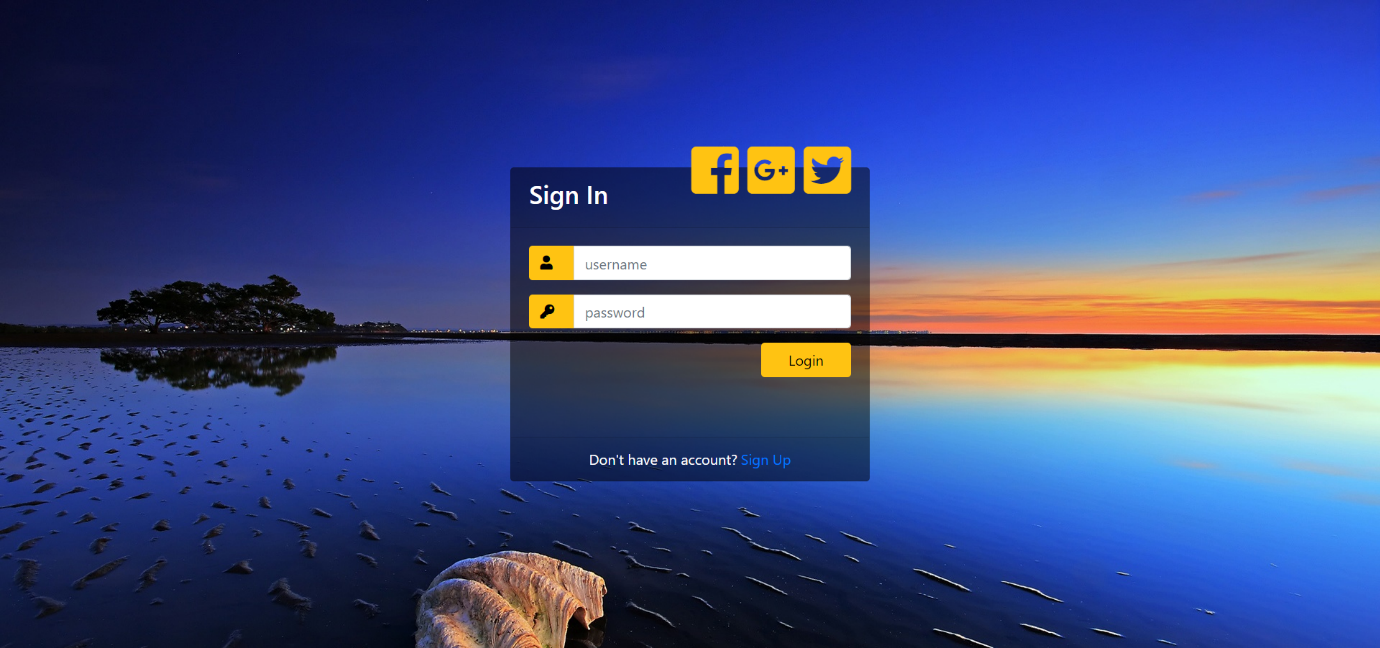 Sign In
username
password
Login
Don't have an account? Sign Up